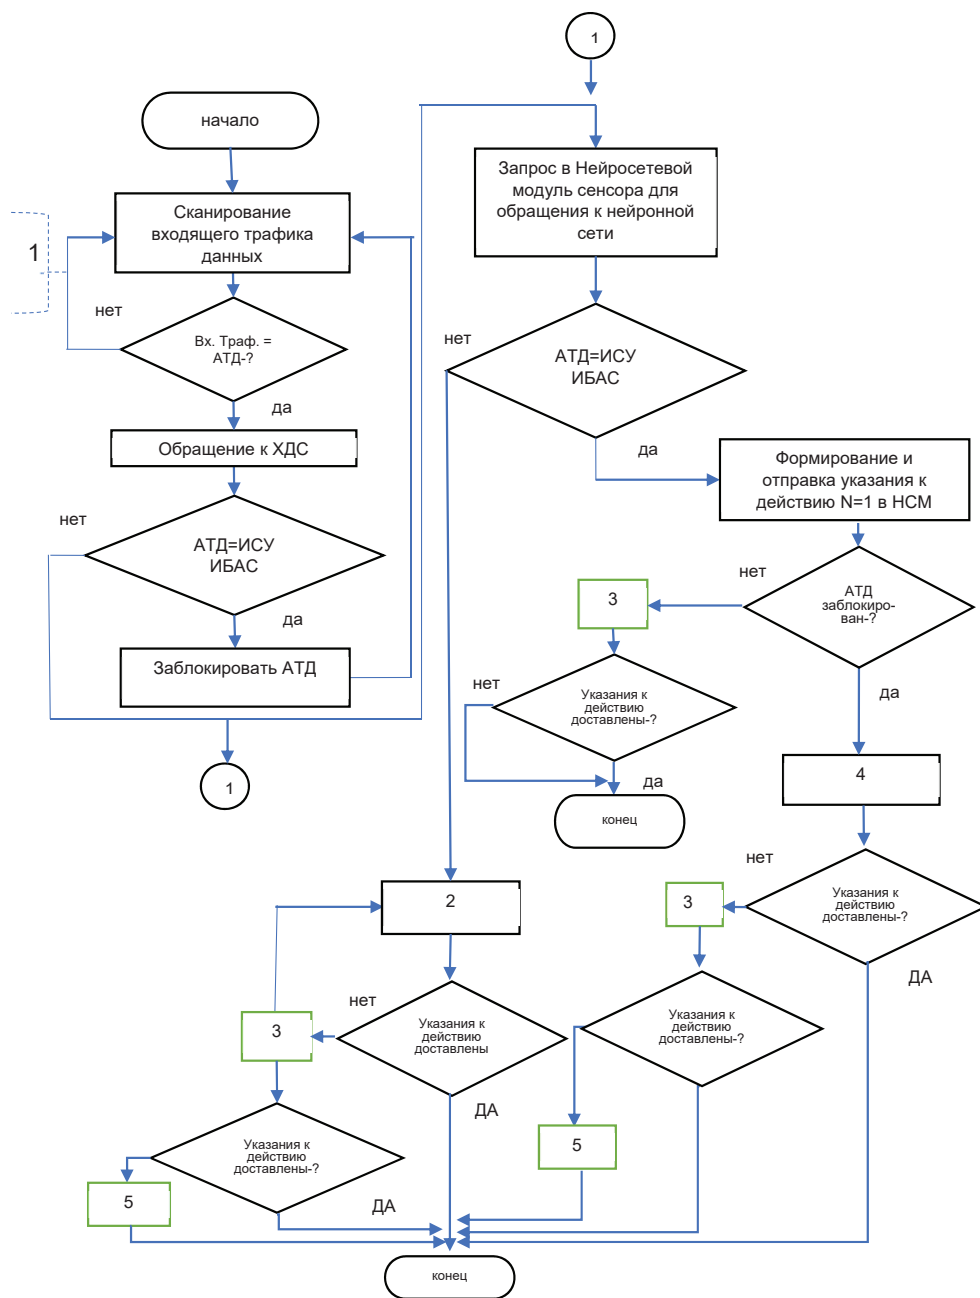 1
начало
Сканирование
входящего трафика
данных
1
нет
Вх. Траф. =
АТД-?
да
Обращение к ХДС
нет
АТД=ИСУ
ИБАС
да
Заблокировать АТД
1
Запрос в Нейросетевой
модуль сенсора для
обращения к нейронной
сети
нет
АТД=ИСУ
ИБАС
да
Формирование и
отправка указания к
действию N=1 в НСМ
нет
АТД
заблокиро-
ван-?
да
3
нет
Указания к
действию
доставлены-?
да
конец
4
нет
Указания к
действию
доставлены-?
ДА
3
Указания к
действию
доставлены-?
5
2
нет
Указания к
действию
доставлены
ДА
3
Указания к
действию
доставлены-?
ДА
5
конец